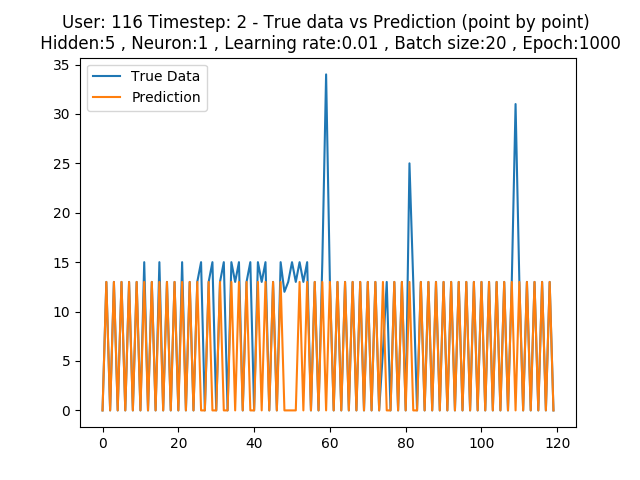 User: 116 Timestep: 2 - True data vs Prediction (point by point)
Hidden:5 , Neuron:1 , Learning rate:0.01 , Batch size:20 , Epoch:1000
True Data
Prediction
35
30
25
20
15
10
5
0
0 20 40 60 80 100 120